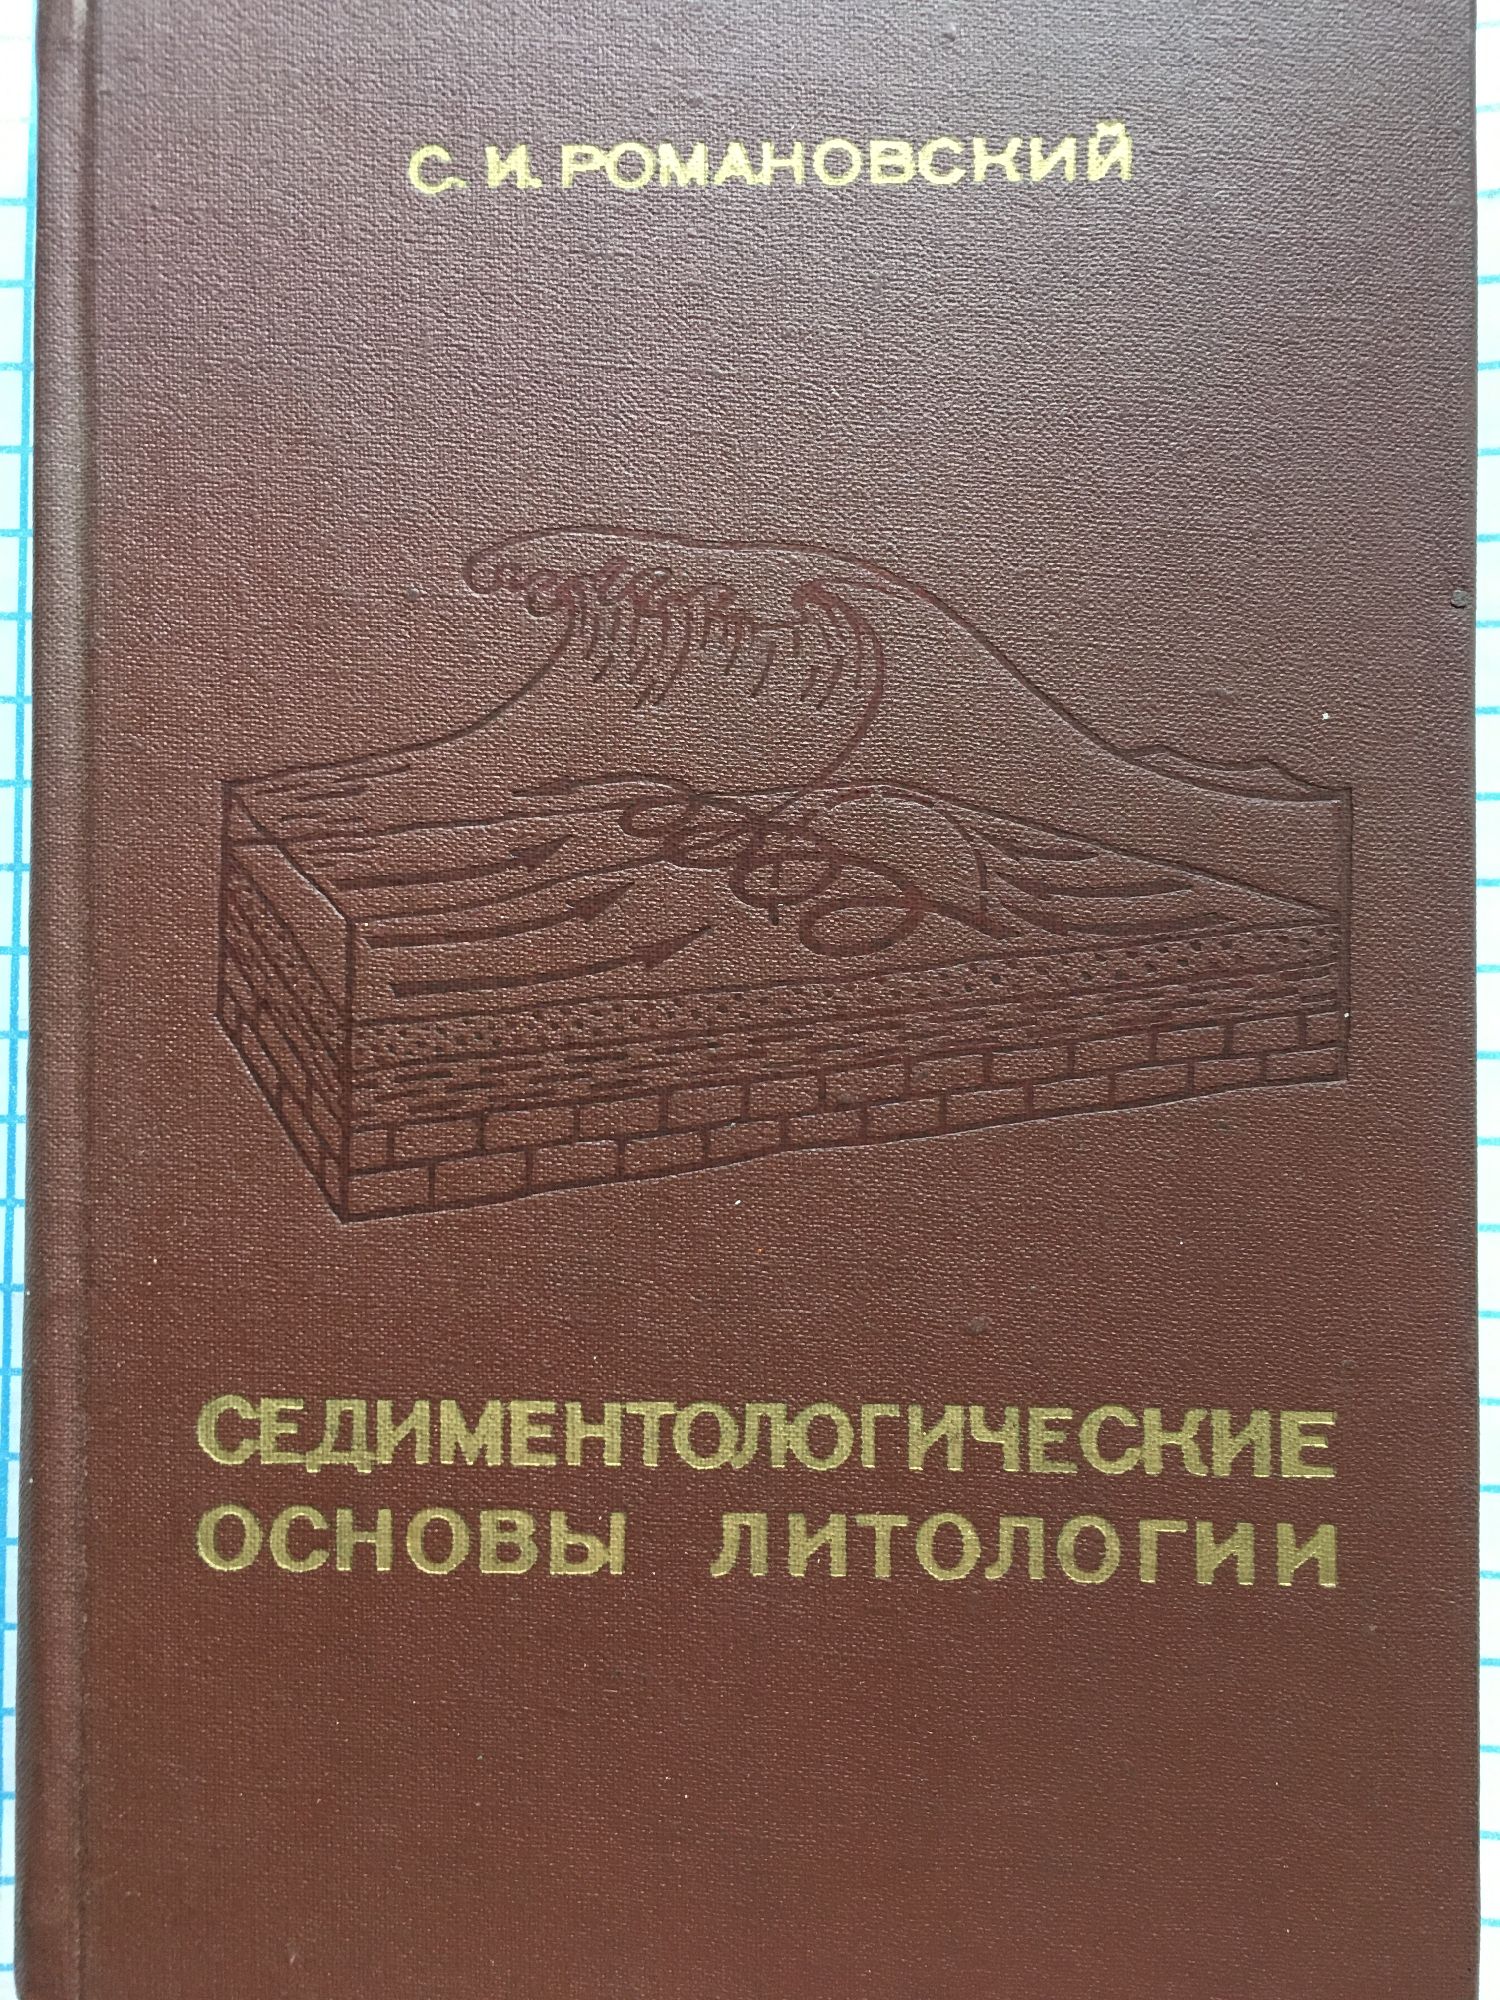 С. И. РОМАНОВСКИЙ
СЕДИМЕНТОЛОГИЧЕСКИЕ
ОСНОВЫ ЛИТОЛОГИИ